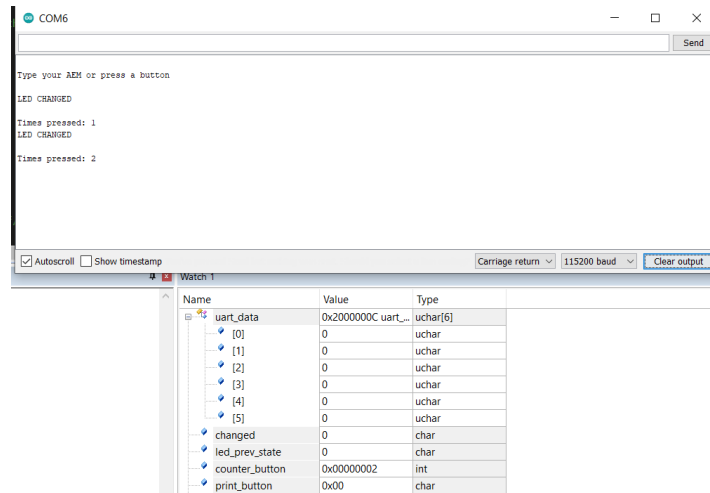 COM6
Send
Type your AEM or press a button
LED CHANGED
Times pressed: 1
LED CHANGED
Times pressed: 2
Autoscroll Show timestamp Carriage return 115200 baud Clear output
Watch 1
Name Value Type
uart_data 0x2000000C uart_... uchar[6]
[0] 0 uchar
[1] 0 uchar
[2] 0 uchar
[3] 0 uchar
[4] 0 uchar
[5] 0 uchar
changed 0 char
led_prev_state 0 char
counter_button 0x00000002 int
print_button 0x00 char